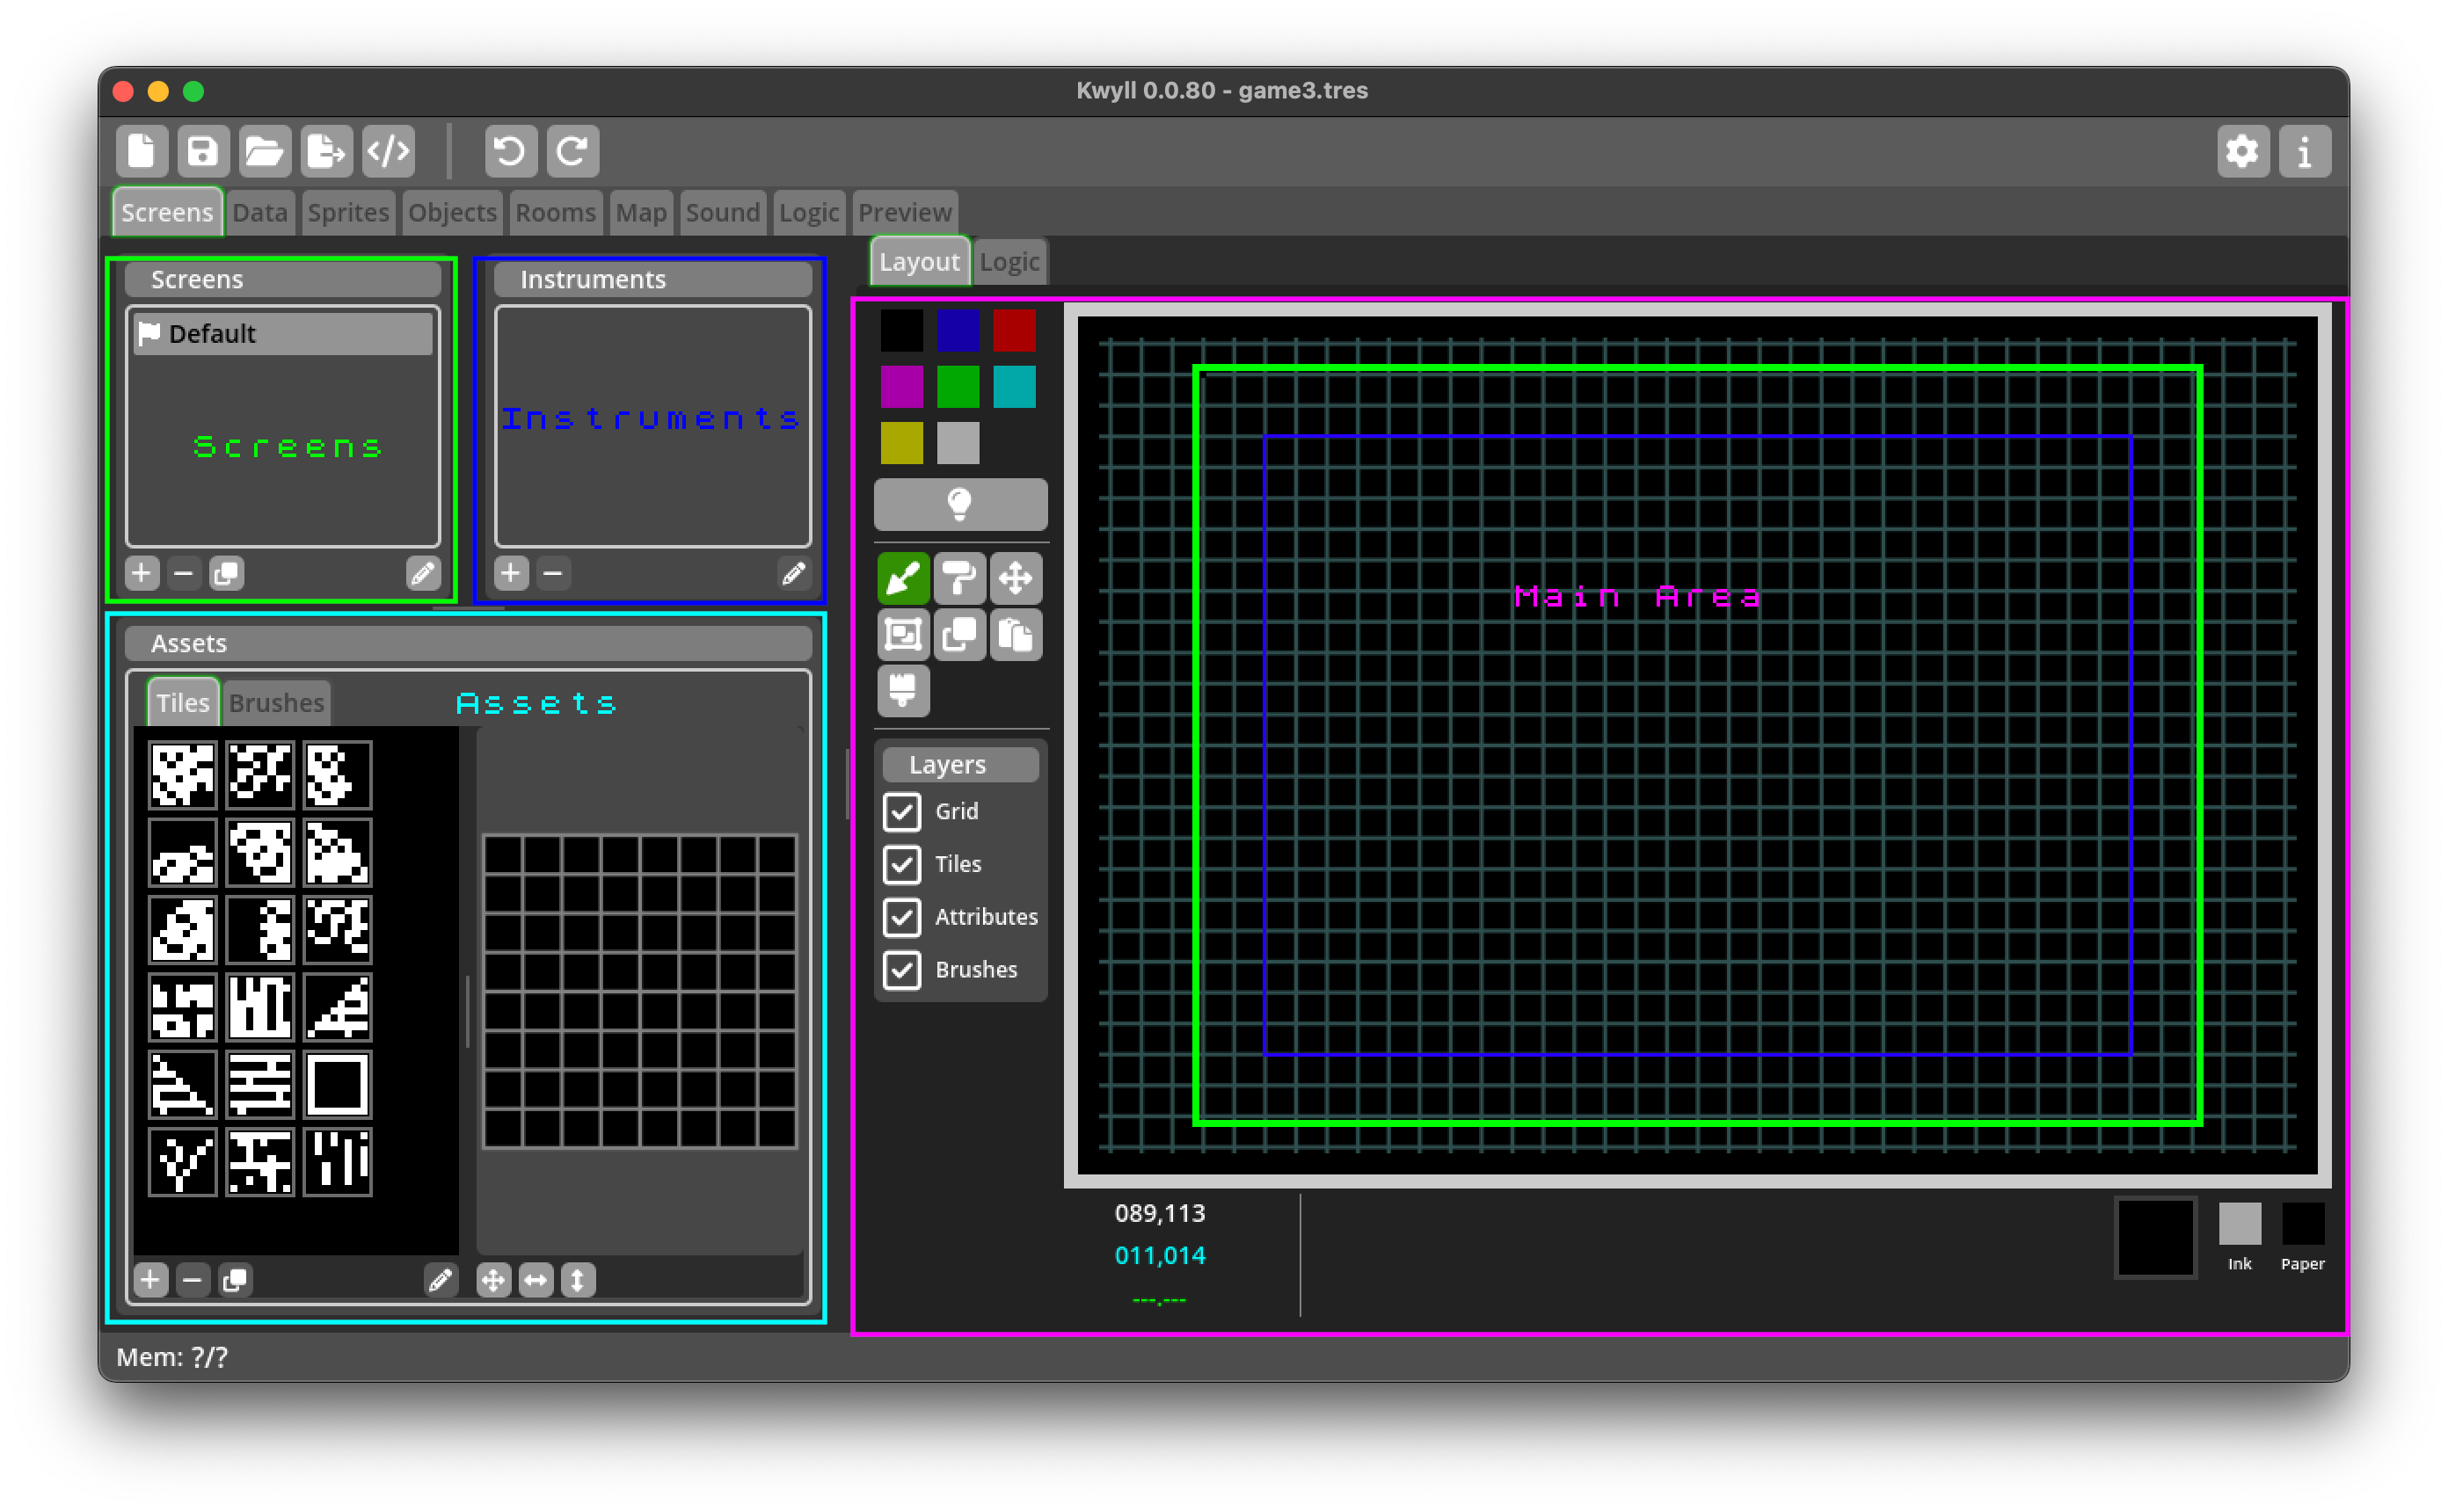 Kwyll 0.0.80 - game3.tres
Screens Data Sprites Objects Rooms Map Sound Logic Preview
Layout Logic
Screens
Default
Screens
Instruments
Instruments
Assets
Tiles Brushes
Assets
Main Area
Layers
Grid
Tiles
Attributes
Brushes
089,113
011,014
---,---
Ink
Paper
Mem: ?/?